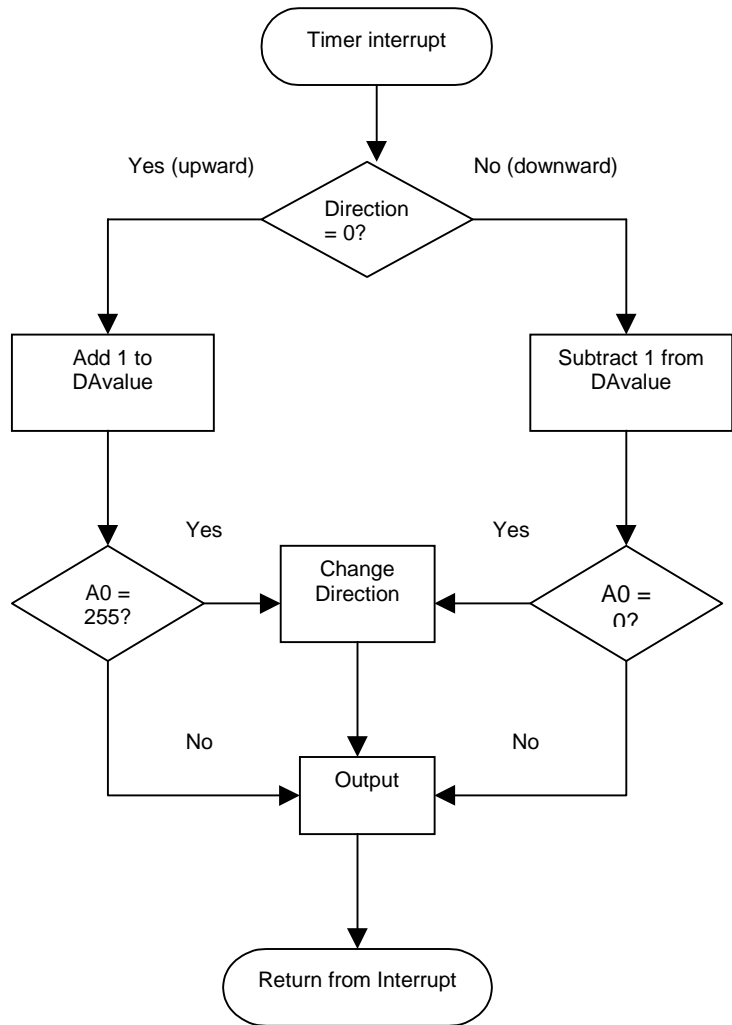 Timer interrupt
Yes (upward)
No (downward)
Direction
= 0?
Add 1 to
DAvalue
Subtract 1 from
DAvalue
Yes
Yes
A0 =
255?
Change
Direction
A0 =
0?
No
No
Output
Return from Interrupt